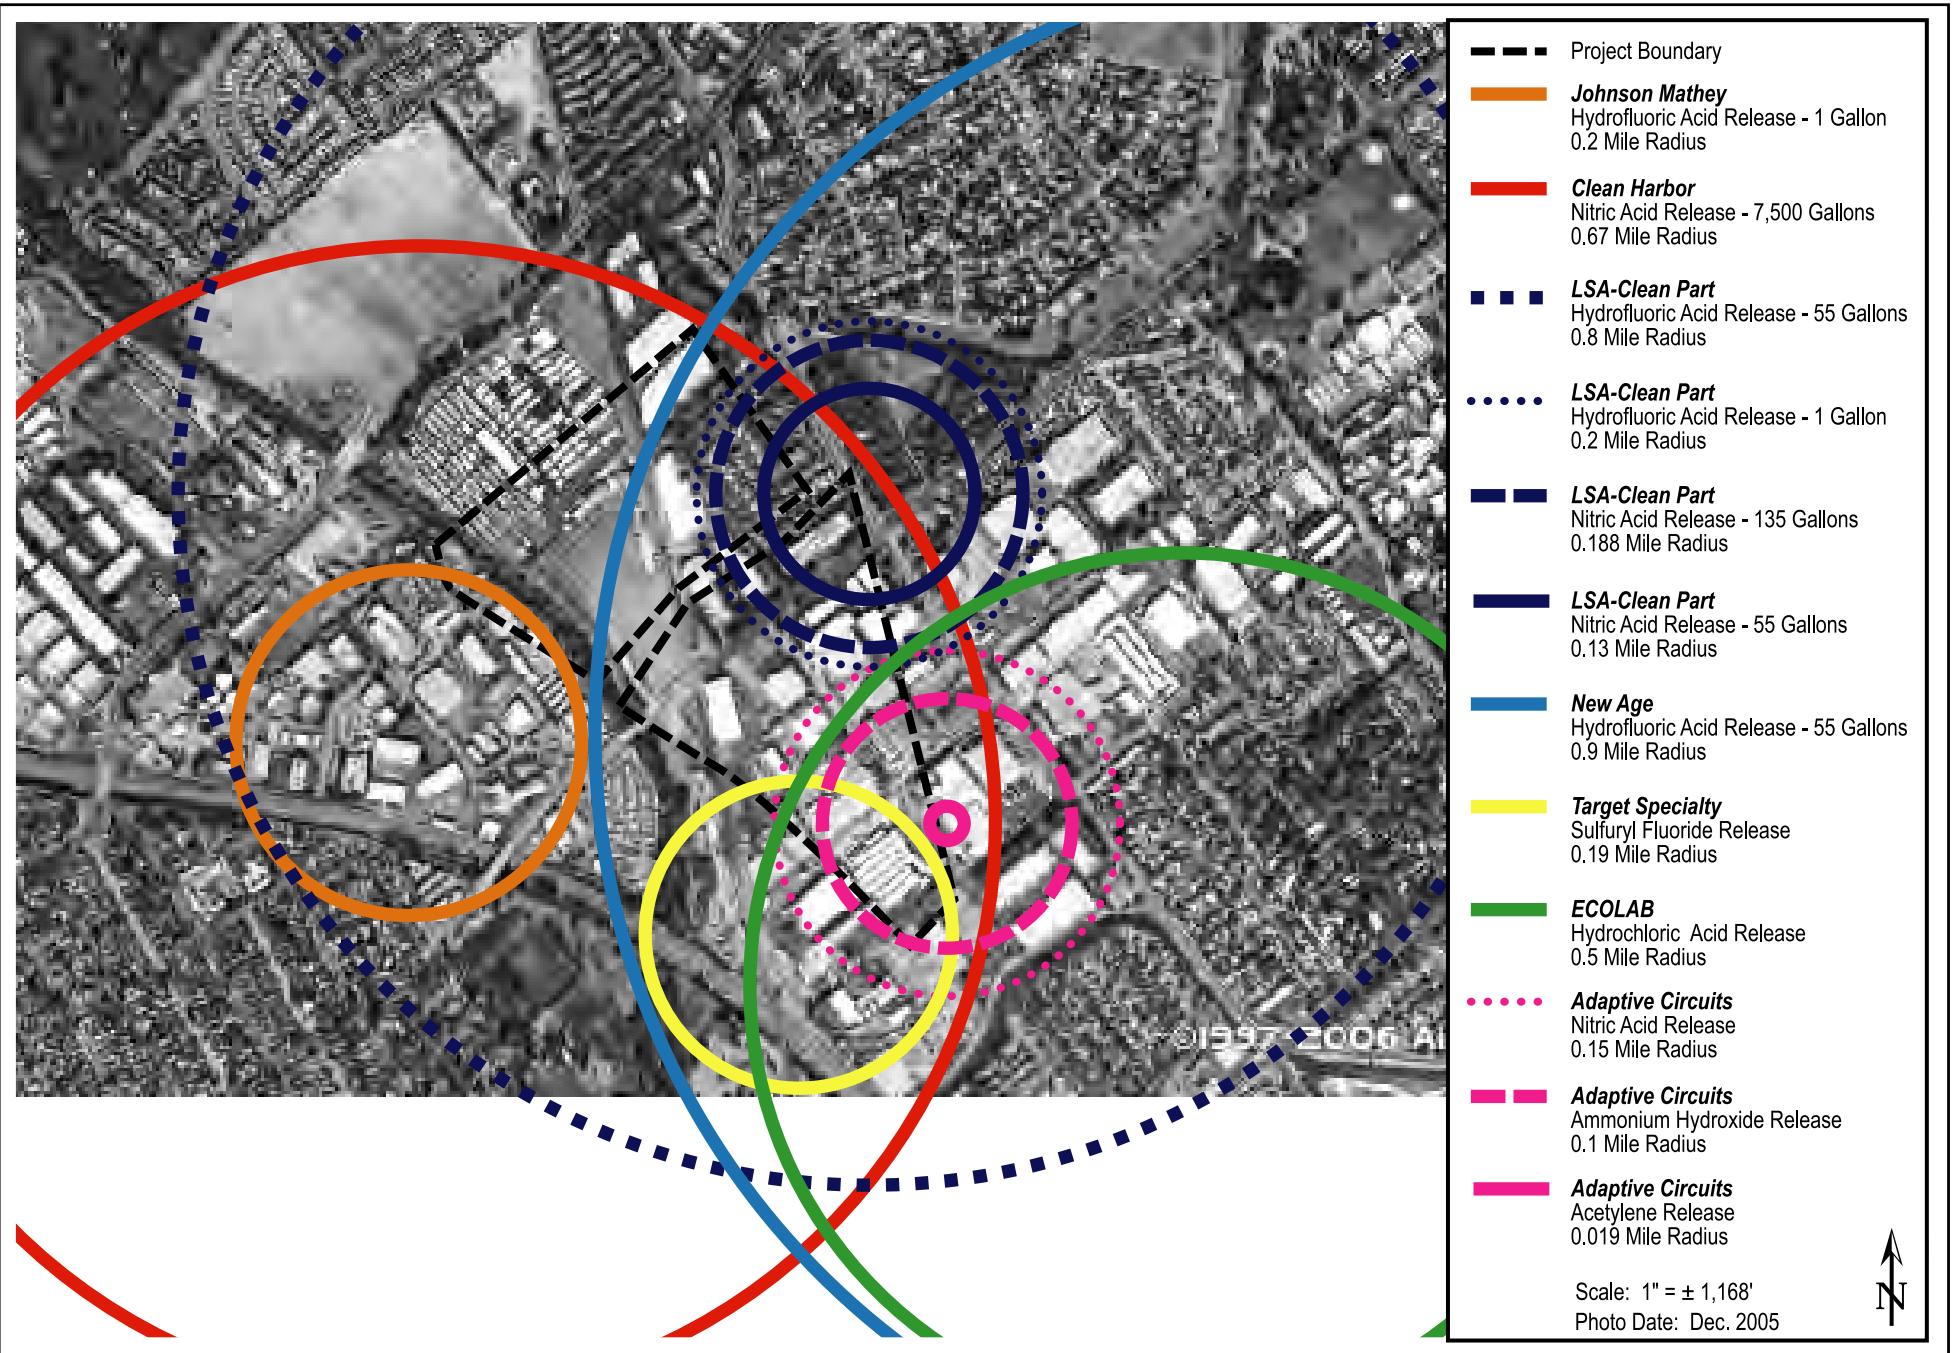 Project Boundary
Johnson Mathey
Hydrofluoric Acid Release - 1 Gallon
0.2 Mile Radius
Clean Harbor
Nitric Acid Release - 7,500 Gallons
0.67 Mile Radius
LSA-Clean Part
Hydrofluoric Acid Release - 55 Gallons
0.8 Mile Radius
LSA-Clean Part
Hydrofluoric Acid Release - 1 Gallon
0.2 Mile Radius
LSA-Clean Part
Nitric Acid Release - 135 Gallons
0.188 Mile Radius
LSA-Clean Part
Nitric Acid Release - 55 Gallons
0.13 Mile Radius
New Age
Hydrofluoric Acid Release - 55 Gallons
0.9 Mile Radius
Target Specialty
Sulfuryl Fluoride Release
0.19 Mile Radius
ECOLAB
Hydrochloric Acid Release
0.5 Mile Radius
Adaptive Circuits
Nitric Acid Release
0.15 Mile Radius
Adaptive Circuits
Ammonium Hydroxide Release
0.1 Mile Radius
Adaptive Circuits
Acetylene Release
0.019 Mile Radius
Scale: 1" = ± 1,168'
Photo Date: Dec. 2005
N
2006